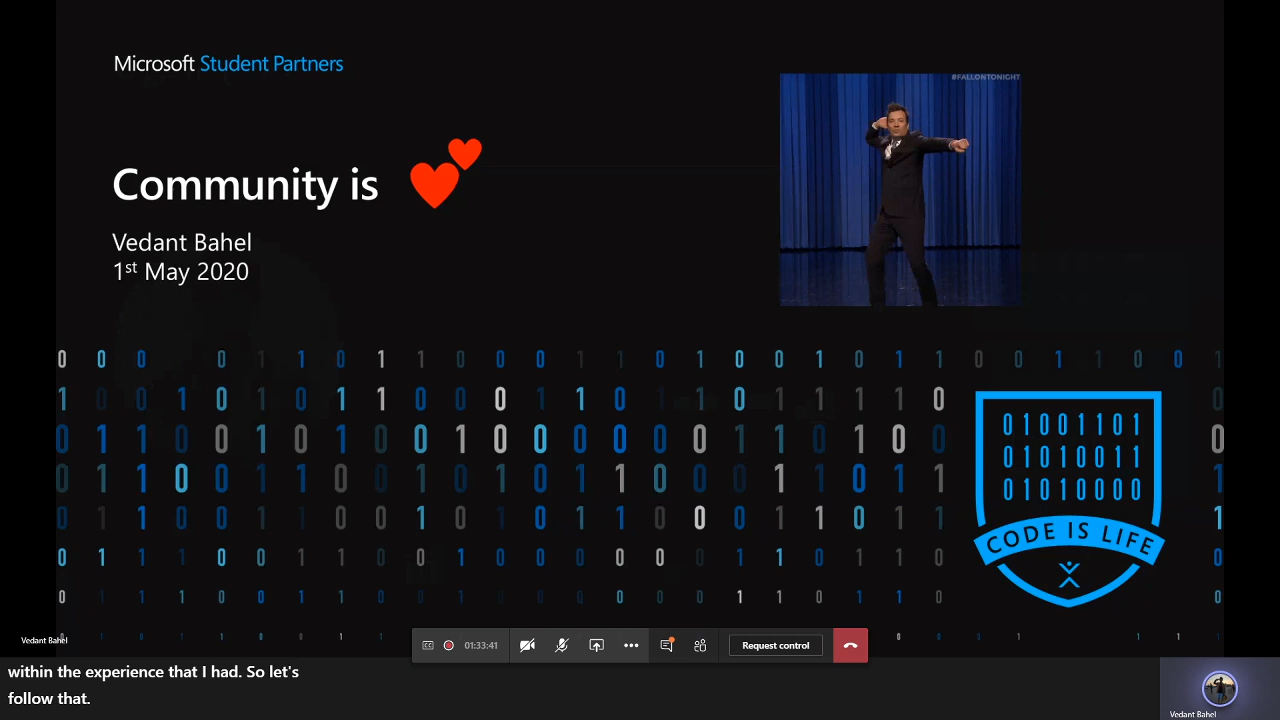 Microsoft Student Partners
#FALLONTONIGHT
Community is
Vedant Bahel
1st May 2020
01001101
01010011
01010000
CODE IS LIFE
Vedant Bahel
CC
01:33:41
Request control
within the experience that I had. So let's
follow that.
Vedant Bahel